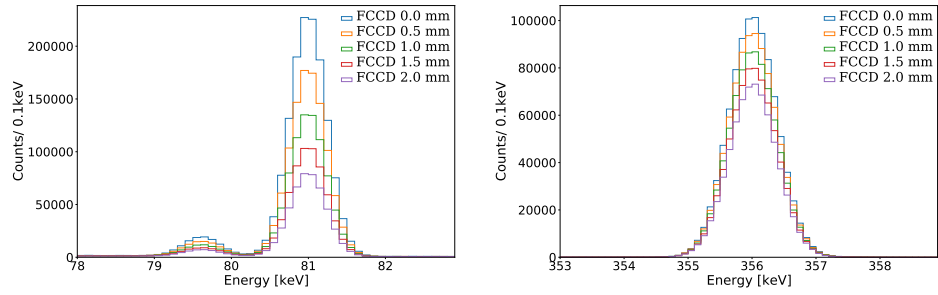 FCCD 0.0 mm
FCCD 0.5 mm
FCCD 1.0 mm
FCCD 1.5 mm
FCCD 2.0 mm
200000
150000
100000
50000
0
Counts/ 0.1keV
78
79
80
81
82
Energy [keV]
FCCD 0.0 mm
FCCD 0.5 mm
FCCD 1.0 mm
FCCD 1.5 mm
FCCD 2.0 mm
100000
80000
60000
40000
20000
0
Counts/ 0.1keV
353
354
355
356
357
358
Energy [keV]